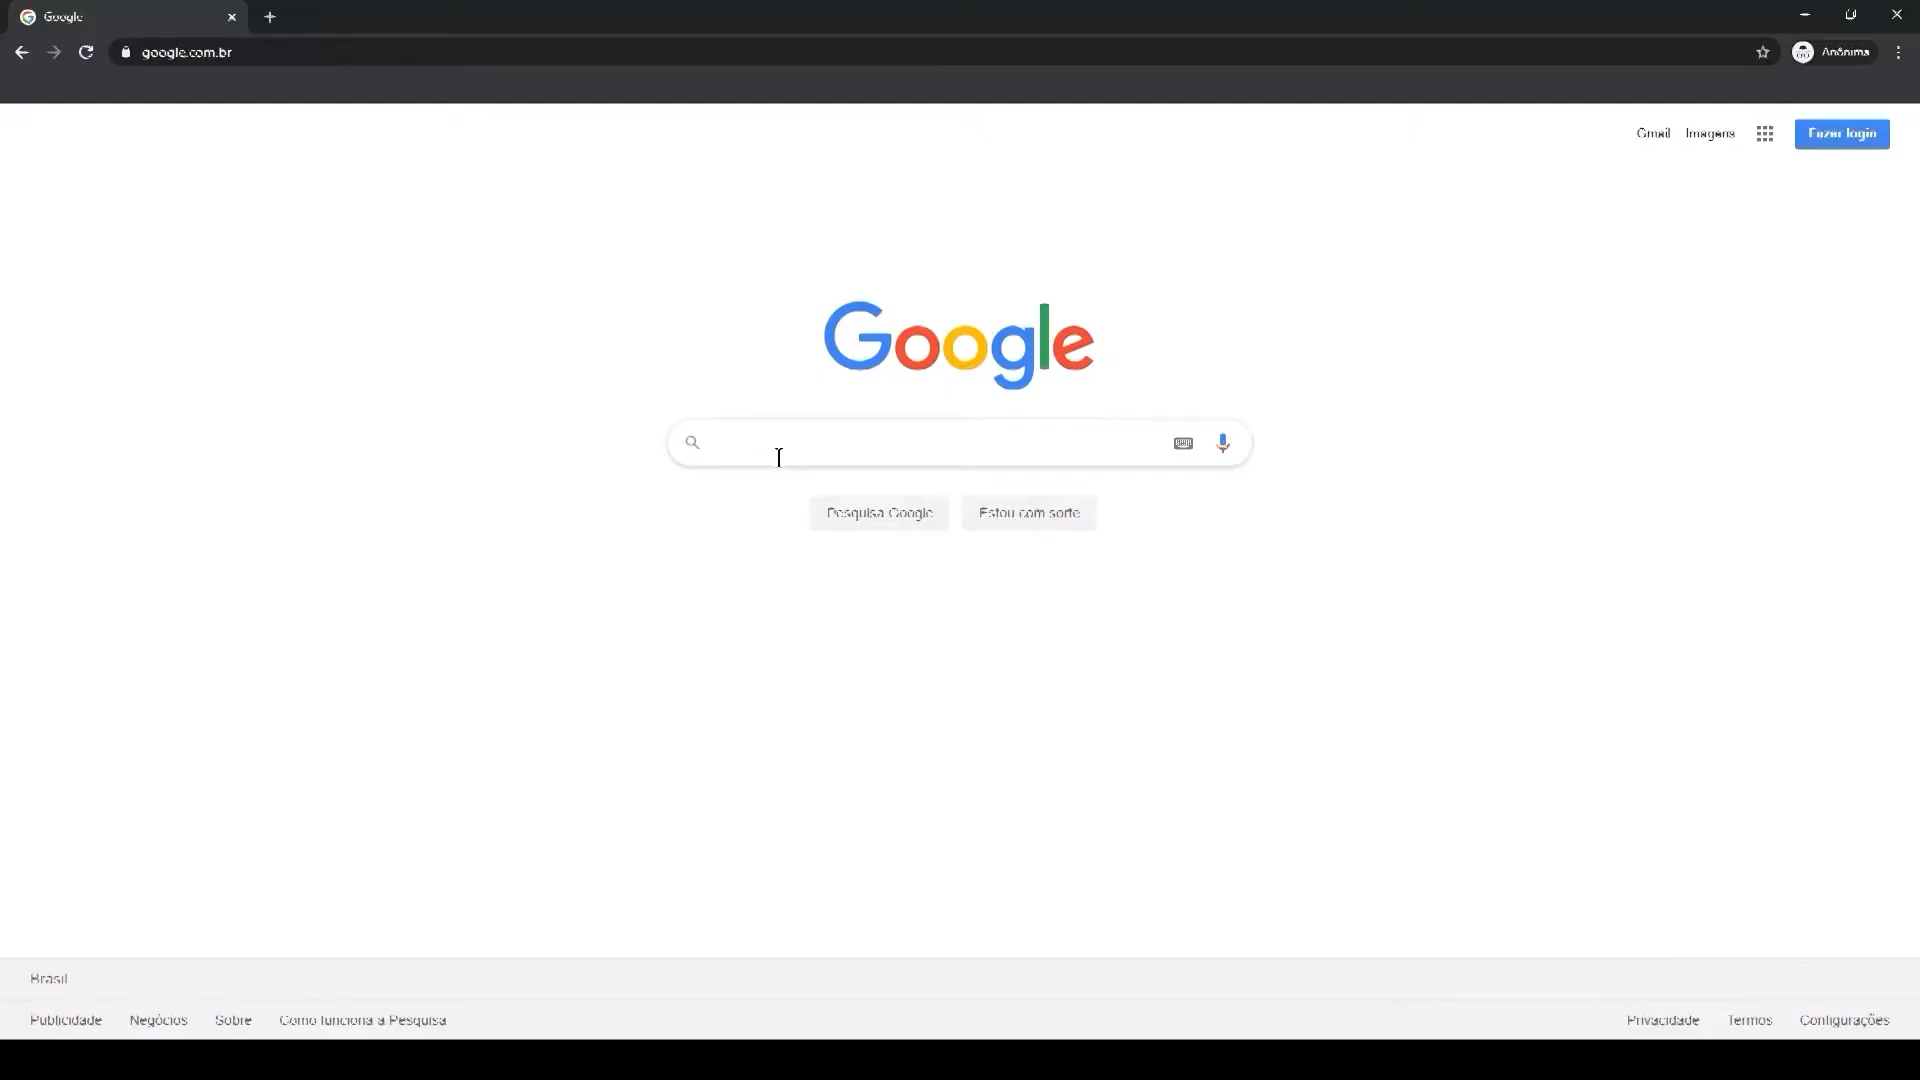 Google
google.com.br
Anônima
Gmail Imagens
Fazer login
Google
Pesquisa Google Estou com sorte
Brasil
Publicidade Negócios Sobre Como funciona a Pesquisa Privacidade Termos Configurações